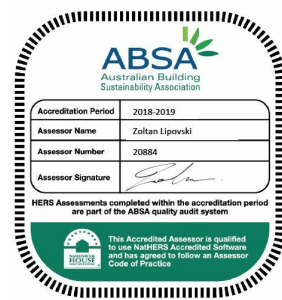 ABSA
Australian Building
Sustainability Association
Accreditation Period 2018-2019
Assessor Name Zoltan Lipovski
Assessor Number 20884
Assessor Signature
HERS Assessments completed within the accreditation period
are part of the ABSA quality audit system
This Accredited Assessor is qualified
to use NatHERS Accredited Software
and has agreed to follow an Assessor
Code of Practice
HOUSE